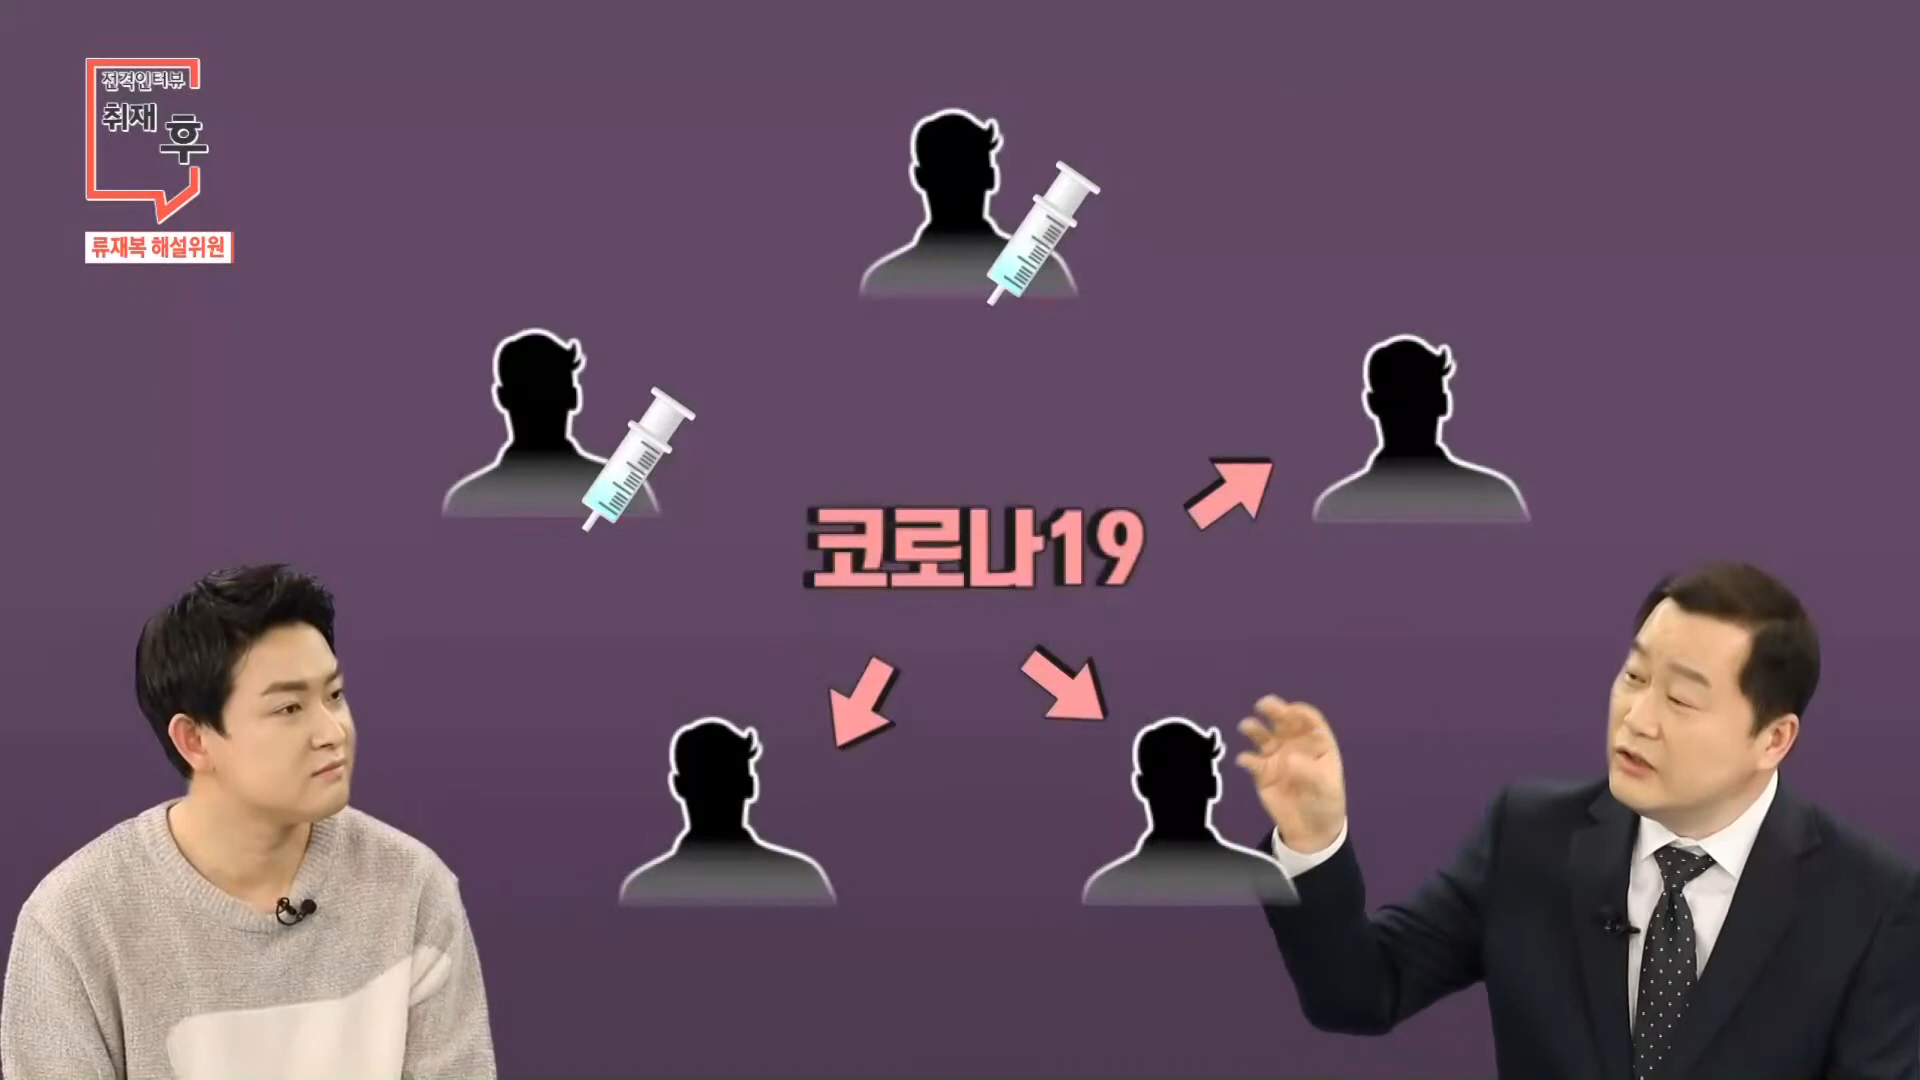 전격인터뷰
취재
후
류재복 해설위원
코로나19